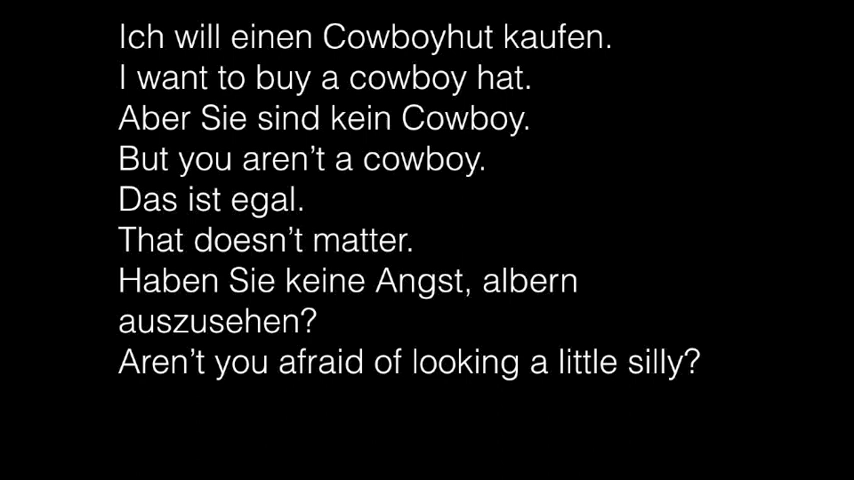 Ich will einen Cowboyhut kaufen.
I want to buy a cowboy hat.
Aber Sie sind kein Cowboy.
But you aren't a cowboy.
Das ist egal.
That doesn't matter.
Haben Sie keine Angst, albern
auszusehen?
Aren't you afraid of looking a little silly?